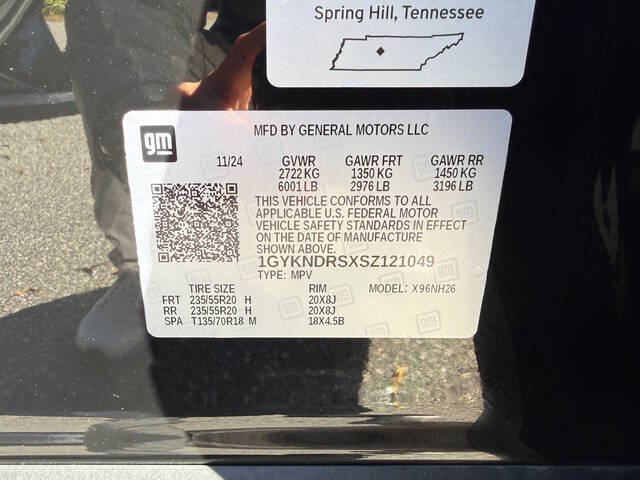 Spring Hill, Tennessee
gm
MFD BY GENERAL MOTORS LLC
11/24 GVWR GAWR FRT GAWR RR
2722 KG 1350 KG 1450 KG
6001 LB 2976 LB 3196 LB
THIS VEHICLE CONFORMS TO ALL
APPLICABLE U.S. FEDERAL MOTOR
VEHICLE SAFETY STANDARDS IN EFFECT
ON THE DATE OF MANUFACTURE
SHOWN ABOVE.
1GYKNDRSXSZ121049
TYPE: MPV MODEL: X96NH26
TIRE SIZE RIM
FRT 235/55R20 H 20X8J
RR 235/55R20 H 20X8J
SPA T135/70R18 M 18X4.5B